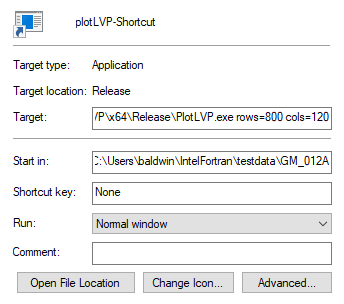 plotLVP-Shortcut
Target type: Application
Target location: Release
Target: VP\x64\Release\PlotLVP.exe rows=800 cols=120
Start in: C:\Users\baldwin\IntelFortran\testdata\GM_012A
Shortcut key: None
Run: Normal window
Comment:
Open File Location Change Icon... Advanced...